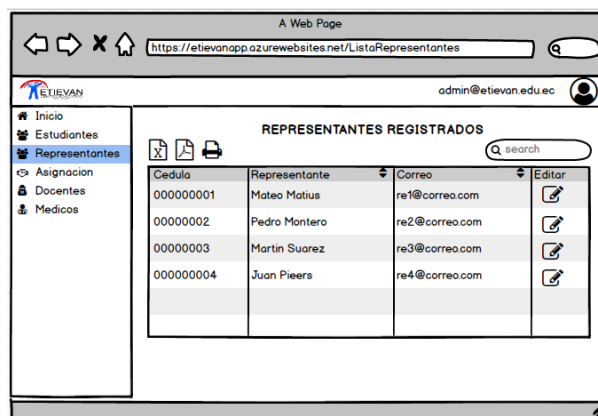 A Web Page
https://etievanapp.azurewebsites.net/ListaRepresentantes
ETIEVAN
admin@etievan.edu.ec
Inicio
Estudiantes
Representantes
Asignacion
Docentes
Medicos
REPRESENTANTES REGISTRADOS
search
Cedula Representante Correo Editar
000000001 Mateo Matius re1@correo.com
00000002 Pedro Montero re2@correo.com
00000003 Martin Suarez re3@correo.com
000000004 Juan Pieers re4@correo.com